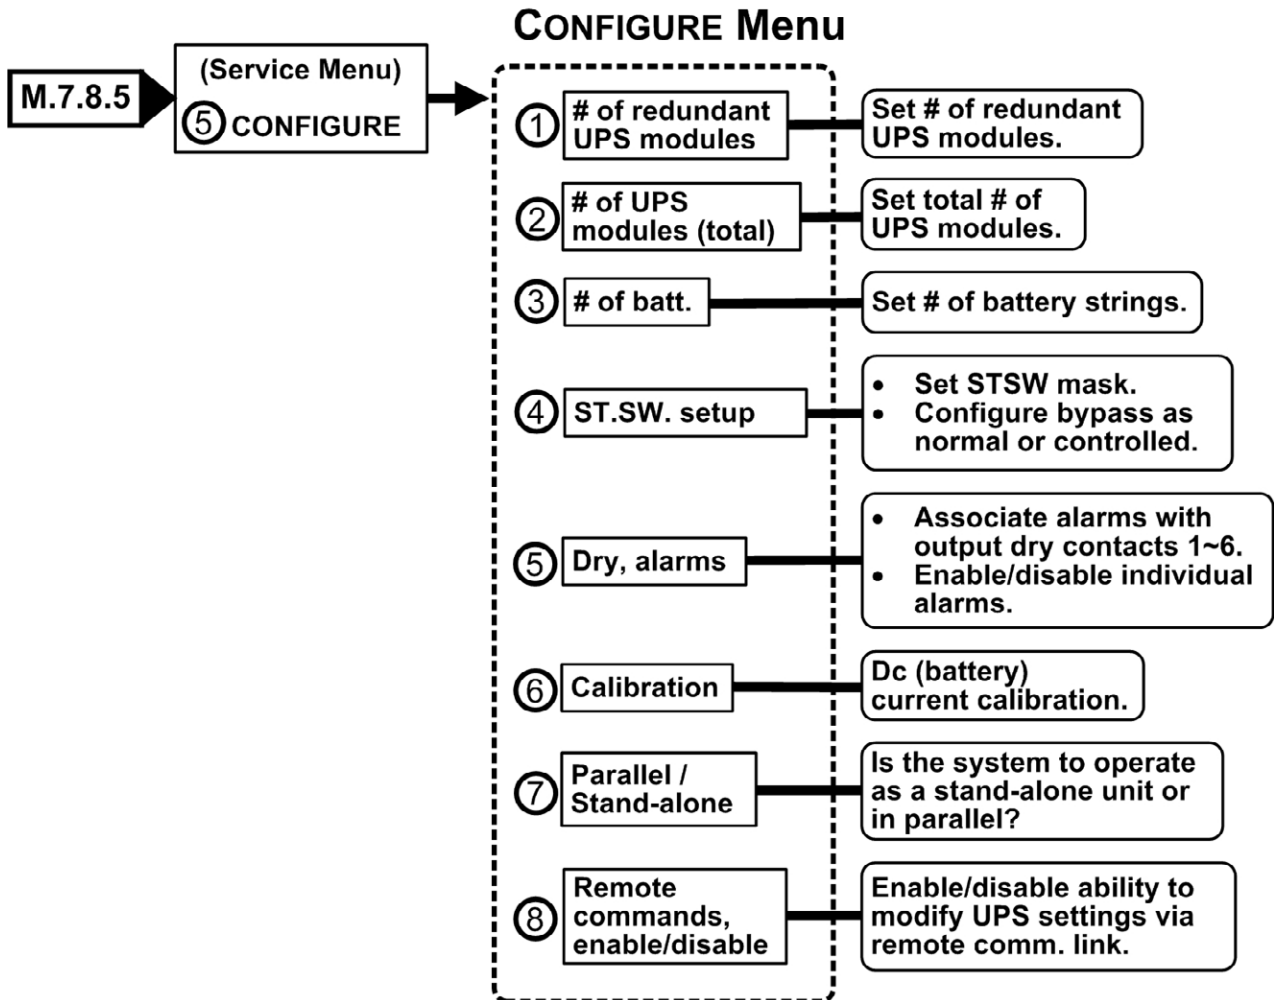 CONFIGURE Menu
M.7.8.5
(Service Menu)
5 CONFIGURE
1
# of redundant
UPS modules
Set # of redundant
UPS modules.
2
# of UPS
modules (total)
Set total # of
UPS modules.
3
# of batt.
Set # of battery strings.
4
ST.SW. setup
• Set STSW mask.
• Configure bypass as
normal or controlled.
5
Dry, alarms
• Associate alarms with
output dry contacts 1~6.
• Enable/disable individual
alarms.
6
Calibration
Dc (battery)
current calibration.
7
Parallel /
Stand-alone
Is the system to operate
as a stand-alone unit or
in parallel?
8
Remote
commands,
enable/disable
Enable/disable ability to
modify UPS settings via
remote comm. link.